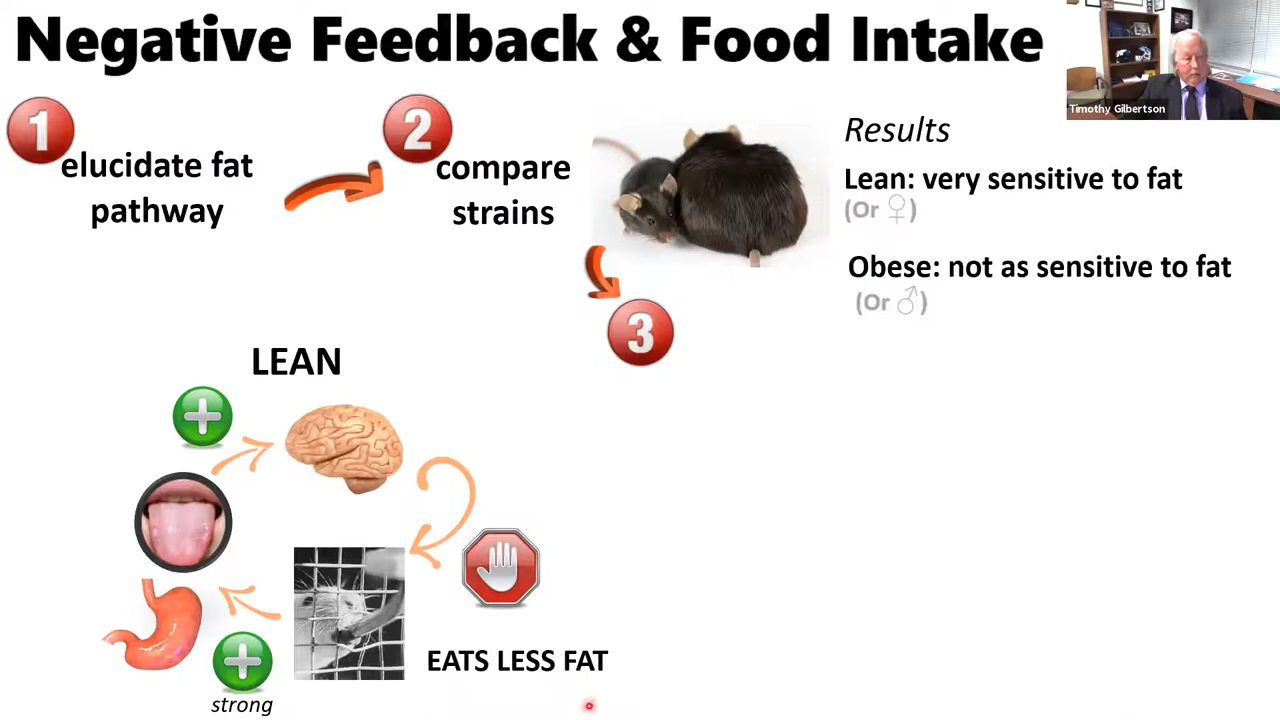 Negative Feedback & Food Intake
Timothy Gilbertson
1
elucidate fat
pathway
2
compare
strains
Results
Lean: very sensitive to fat
(Or ♀)
Obese: not as sensitive to fat
(Or ♂)
3
LEAN
EATS LESS FAT
strong